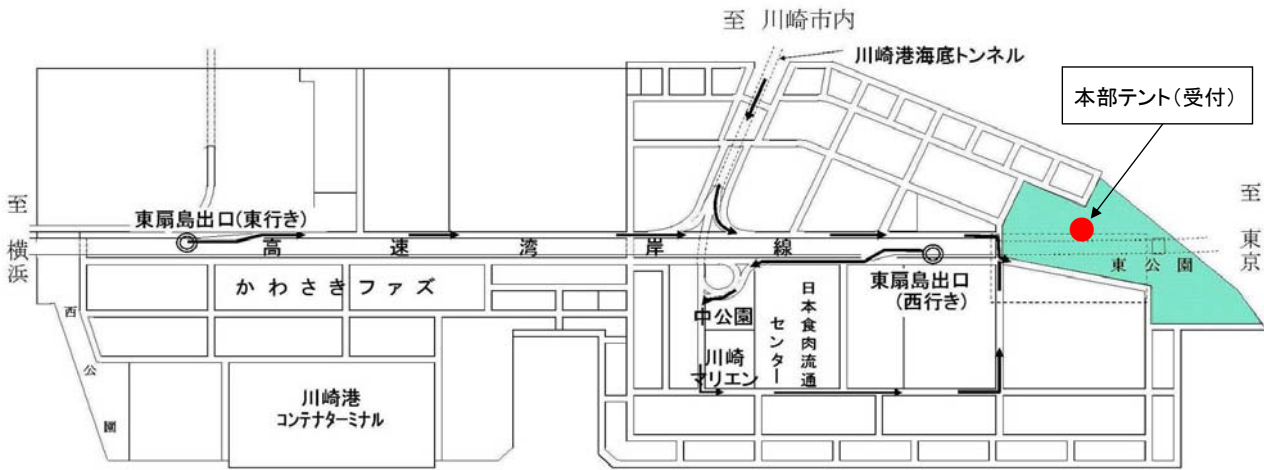 至 川崎市内
川崎港海底トンネル
本部テント(受付)
至 横浜
東扇島出口(東行き)
高速湾岸線
至 東京
東公園
東扇島出口
(西行き)
かわさきファズ
西公園
中公園
日本食肉流通
センター
川崎
マリエン
川崎港
コンテナターミナル